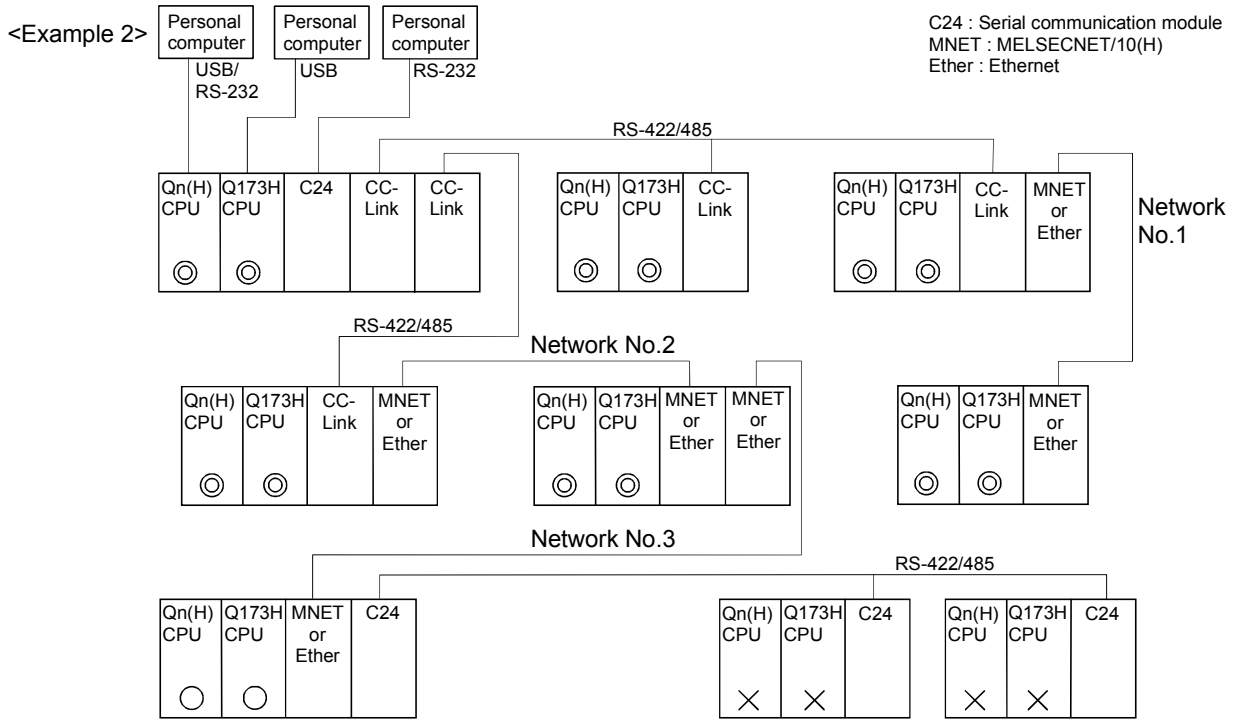 <Example 2>
Personal
computer
Personal
computer
Personal
computer
C24 : Serial communication module
MNET : MELSECNET/10(H)
Ether : Ethernet
USB/
RS-232
USB
RS-232
RS-422/485
Qn(H)
CPU
Q173H
CPU
C24
CC-
Link
CC-
Link
Qn(H)
CPU
Q173H
CPU
CC-
Link
Qn(H)
CPU
Q173H
CPU
CC-
Link
MNET
or
Ether
Network
No.1
RS-422/485
Network No.2
Qn(H)
CPU
Q173H
CPU
CC-
Link
MNET
or
Ether
Qn(H)
CPU
Q173H
CPU
MNET
or
Ether
MNET
or
Ether
Qn(H)
CPU
Q173H
CPU
MNET
or
Ether
Network No.3
RS-422/485
Qn(H)
CPU
Q173H
CPU
MNET
or
Ether
C24
Qn(H)
CPU
Q173H
CPU
C24
Qn(H)
CPU
Q173H
CPU
C24